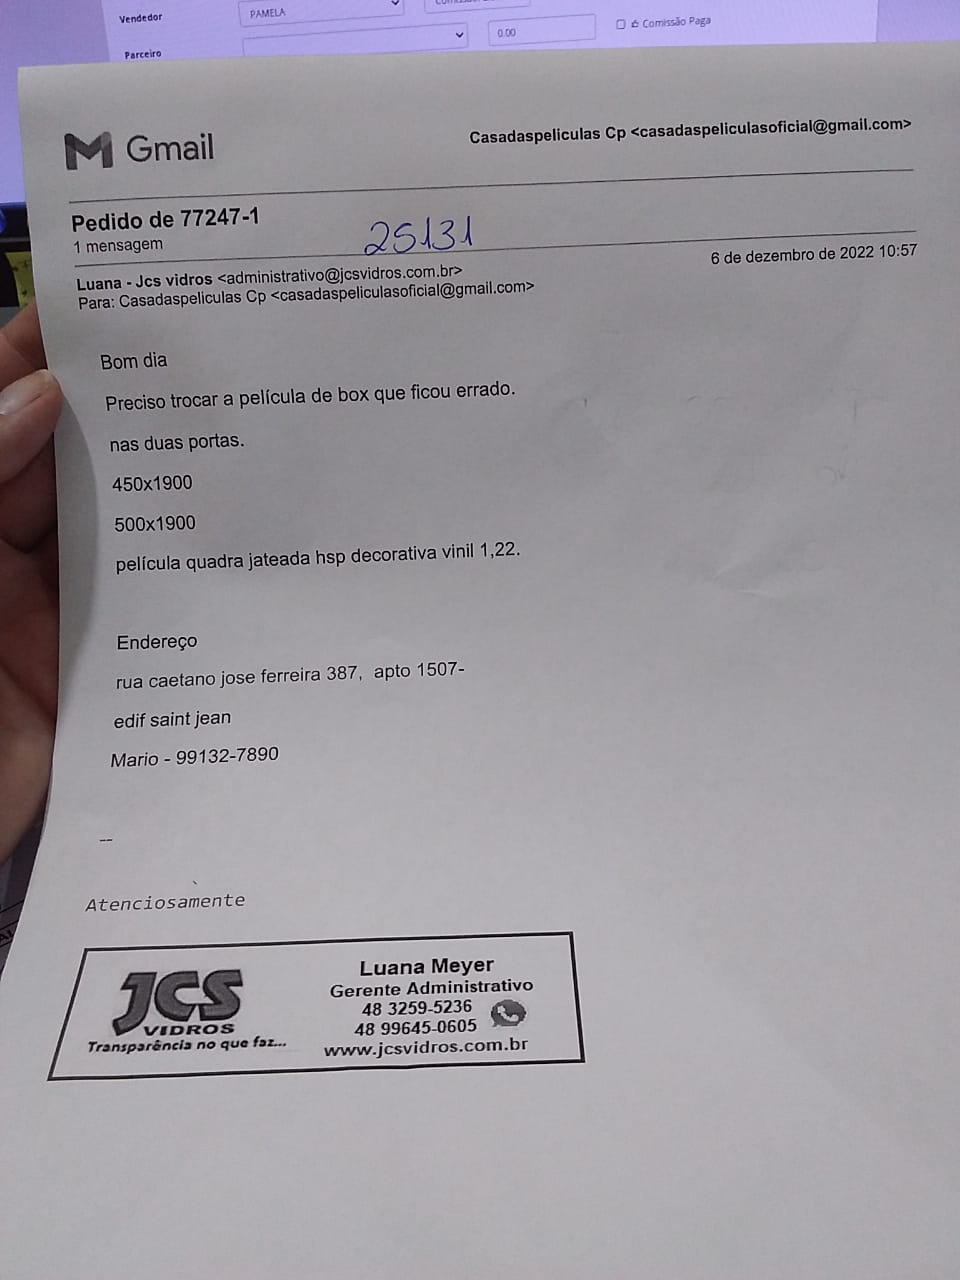 Vendedor
PAMELA
Parceiro
0.00
Comissão Paga
Gmail
Casadaspeliculas Cp <casadaspeliculasoficial@gmail.com>
Pedido de 77247-1
1 mensagem
25131
Luana - Jcs vidros <administrativo@jcsvidros.com.br>
6 de dezembro de 2022 10:57
Para: Casadaspeliculas Cp <casadaspeliculasoficial@gmail.com>
Bom dia
Preciso trocar a película de box que ficou errado.
nas duas portas.
450x1900
500x1900
película quadra jateada hsp decorativa vinil 1,22.
Endereço
rua caetano jose ferreira 387, apto 1507-
edif saint jean
Mario - 99132-7890
--
Atenciosamente
JCS
VIDROS
Transparência no que faz...
Luana Meyer
Gerente Administrativo
48 3259-5236
48 99645-0605
www.jcsvidros.com.br